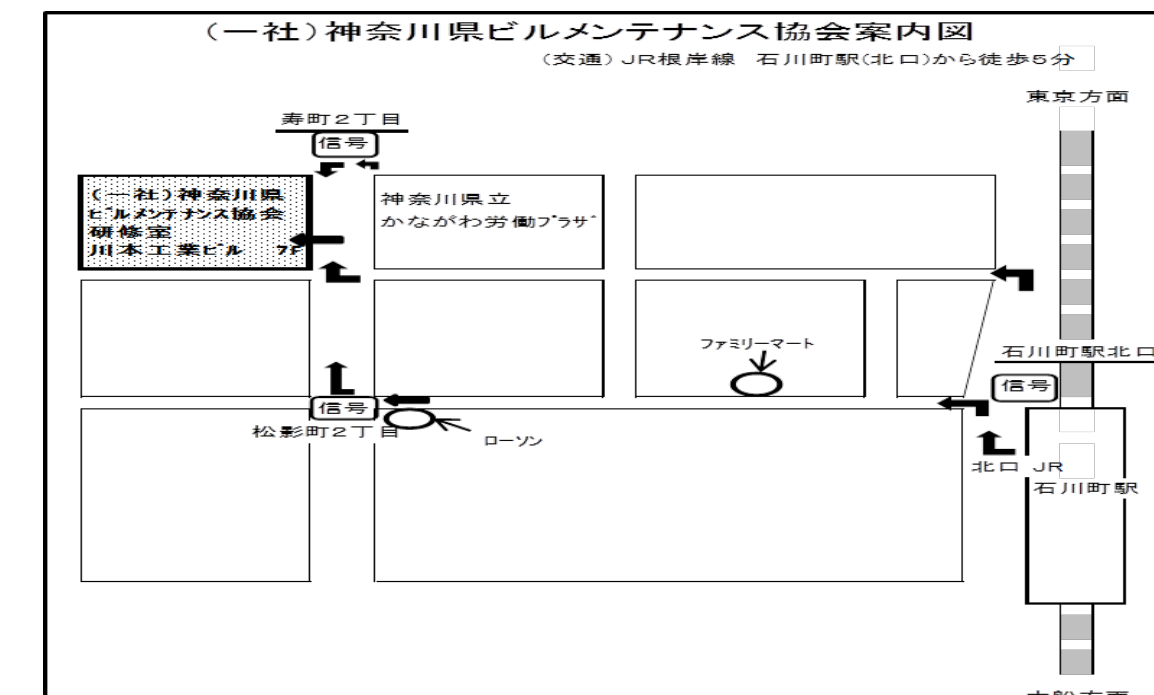 (一社)神奈川県ビルメンテナンス協会案内図
(交通)JR根岸線 石川町駅(北口)から徒歩5分
東京方面
寿町2丁目
信号
(一社)神奈川県
ビルメンテナンス協会
研修室
川本工業ビル 7F
神奈川県立
かながわ労働プラザ
ファミリーマート
石川町駅北口
信号
信号
松影町2丁目
ローソン
北口 JR
石川町駅